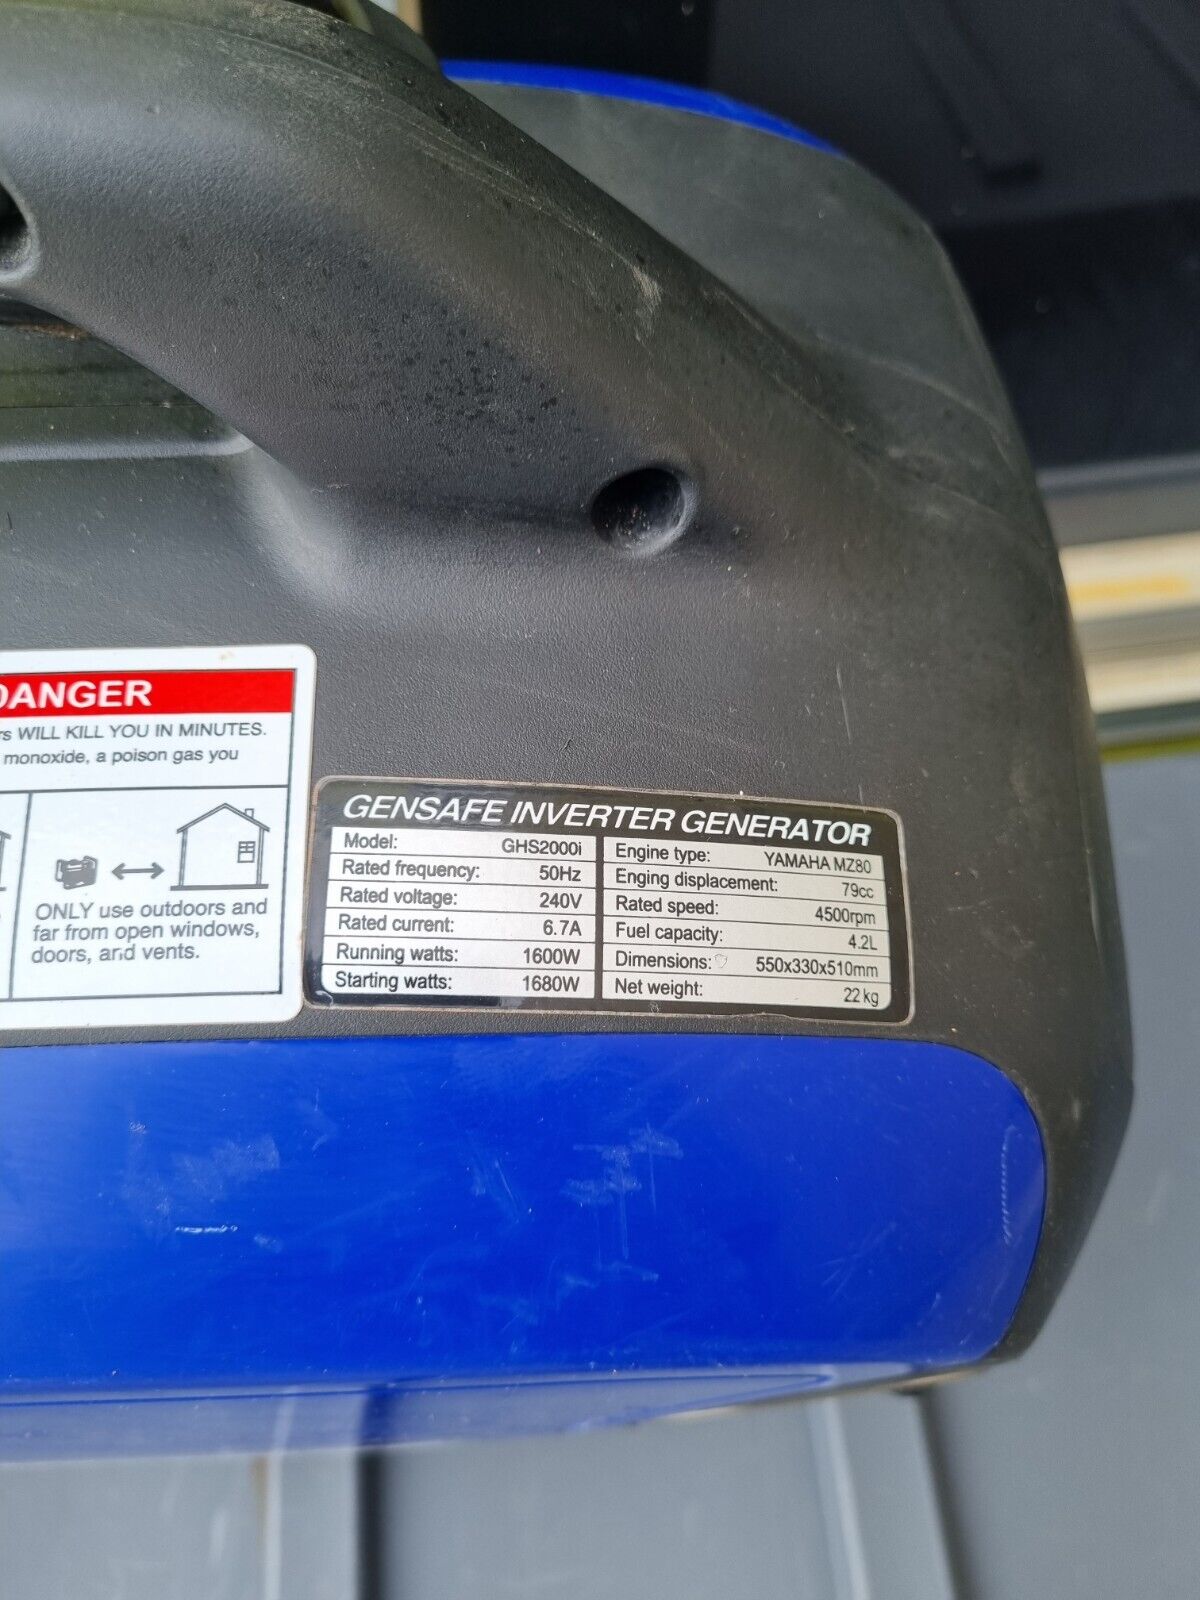 DANGER
WILL KILL YOU IN MINUTES.
monoxide, a poison gas you
ONLY use outdoors and
far from open windows,
doors, and vents.
GENSAFE INVERTER GENERATOR
Model: GHS2000i
Rated frequency: 50Hz
Rated voltage: 240V
Rated current: 6.7A
Running watts: 1600W
Starting watts: 1680W
Engine type: YAMAHA MZ80
Enging displacement: 79cc
Rated speed: 4500rpm
Fuel capacity: 4.2L
Dimensions: 550x330x510mm
Net weight: 22 kg